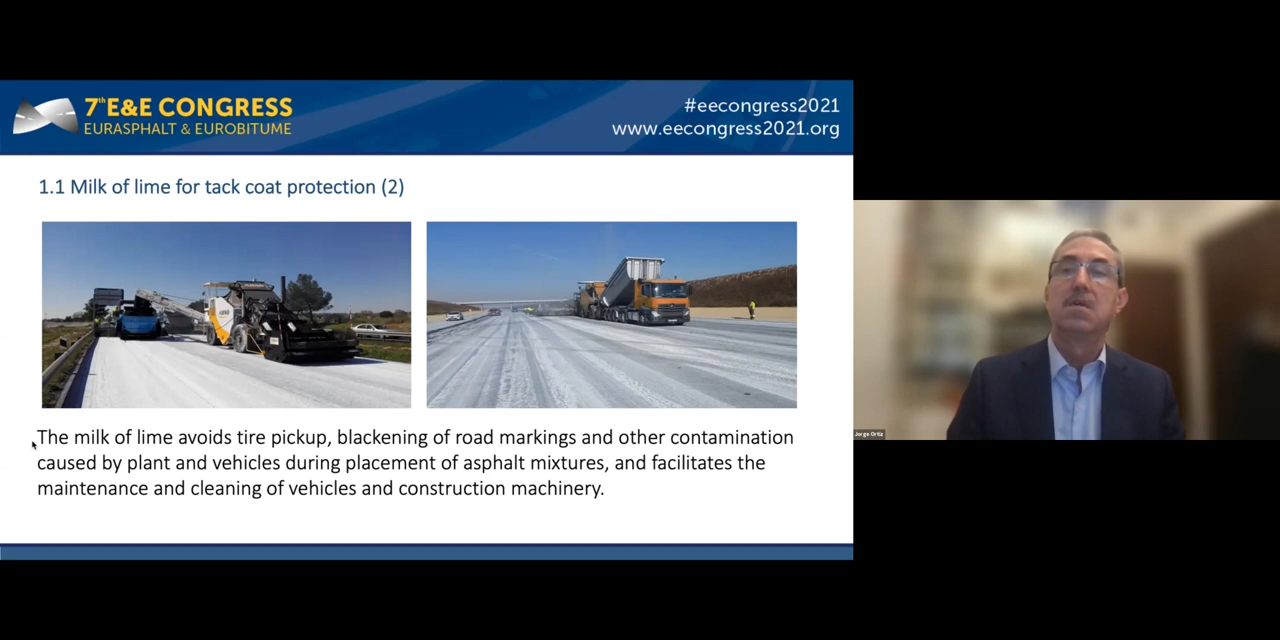 7th E&E CONGRESS
EURASPHALT & EUROBITUME
#eecongress2021
www.eecongress2021.org
1.1 Milk of lime for tack coat protection (2)
The milk of lime avoids tire pickup, blackening of road markings and other contamination
caused by plant and vehicles during placement of asphalt mixtures, and facilitates the
maintenance and cleaning of vehicles and construction machinery.
Jorge Ortiz